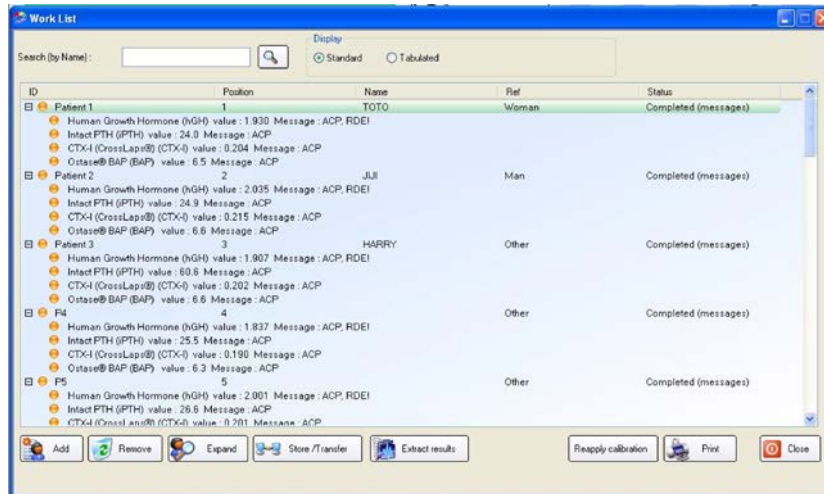 Work List
Display
Search (by Name) :
Standard Tabulated
ID Position Name Ref Status
Patient 1 1 TOTO Woman Completed (messages)
Human Growth Hormone (hGH) value : 1.930 Message : ACP, RDE!
Intact PTH (iPTH) value : 24.0 Message : ACP
CTX-I (CrossLaps®) (CTX-I) value : 0.204 Message : ACP
Ostase® BAP (BAP) value : 6.5 Message : ACP
Patient 2 2 JIJI Man Completed (messages)
Human Growth Hormone (hGH) value : 2.035 Message : ACP, RDE!
Intact PTH (iPTH) value : 24.9 Message : ACP
CTX-I (CrossLaps®) (CTX-I) value : 0.215 Message : ACP
Ostase® BAP (BAP) value : 6.6 Message : ACP
Patient 3 3 HARRY Other Completed (messages)
Human Growth Hormone (hGH) value : 1.907 Message : ACP, RDE!
Intact PTH (iPTH) value : 60.6 Message : ACP
CTX-I (CrossLaps®) (CTX-I) value : 0.202 Message : ACP
Ostase® BAP (BAP) value : 6.6 Message : ACP
P4 4 Other Completed (messages)
Human Growth Hormone (hGH) value : 1.837 Message : ACP, RDE!
Intact PTH (iPTH) value : 25.5 Message : ACP
CTX-I (CrossLaps®) (CTX-I) value : 0.190 Message : ACP
Ostase® BAP (BAP) value : 6.3 Message : ACP
P5 5 Other Completed (messages)
Human Growth Hormone (hGH) value : 2.001 Message : ACP, RDE!
Intact PTH (iPTH) value : 26.6 Message : ACP
CTX-I (CrossLaps®) (CTX-I) value : 0.201 Message : ACP
Add Remove Expand Store /Transfer Extract results Reapply calibration Print Close